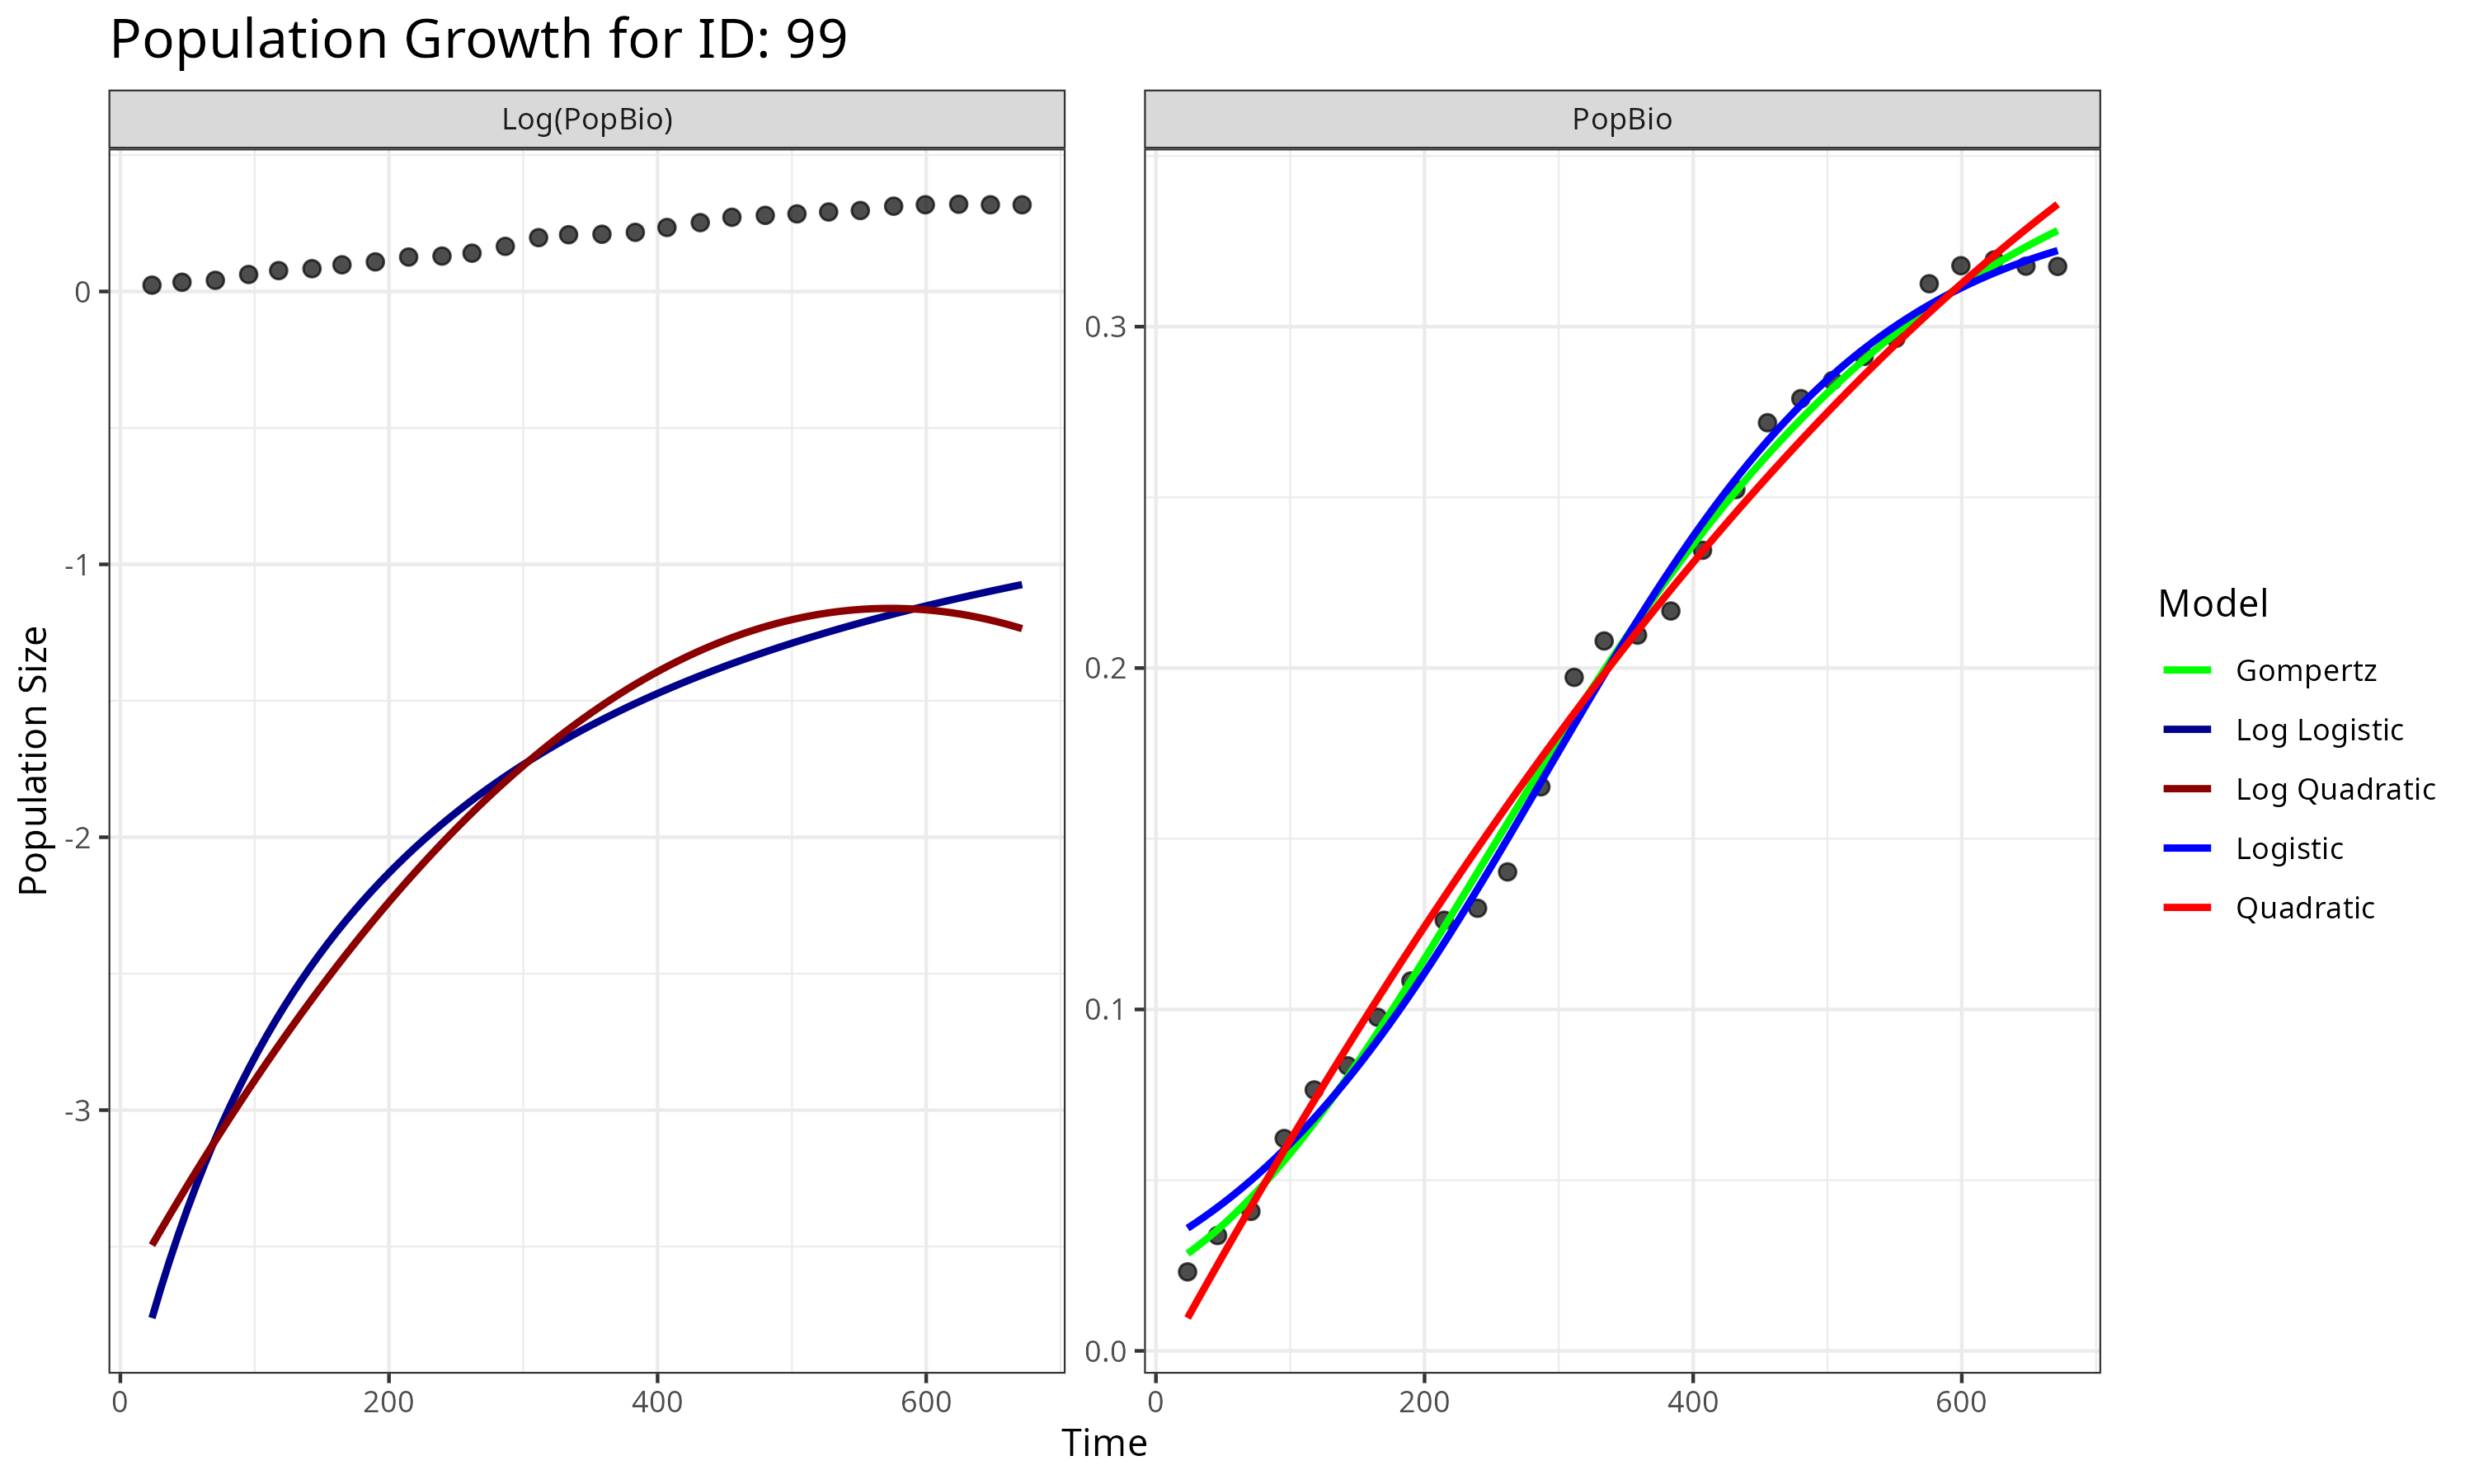 Population Growth for ID: 99
Log(PopBio)
PopBio
Population Size
0
-1
-2
-3
0.3
0.2
0.1
0.0
0 200 400 600
0 200 400 600
Time
Model
Gompertz
Log Logistic
Log Quadratic
Logistic
Quadratic